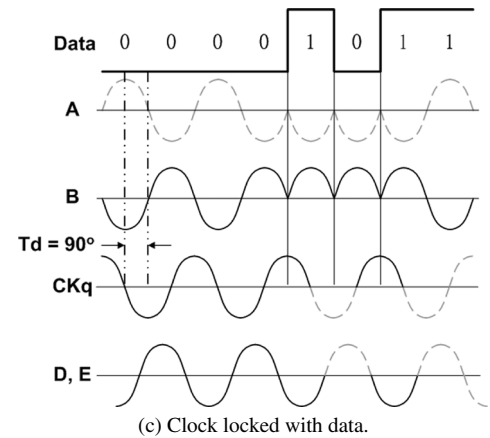 Data 0 0 0 0 1 0 1 1
A
B
Td = 90º
CKq
D, E
(c) Clock locked with data.